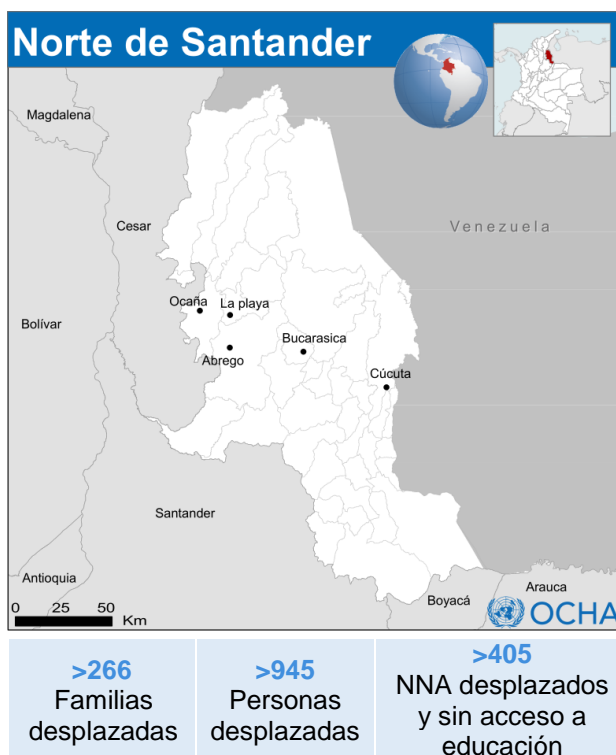 Norte de Santander
Magdalena
Cesar
Venezuela
Ocaña
La playa
Bolívar
Bucarasica
Abrego
Cúcuta
Santander
Antioquia
Boyacá
Arauca
0 25 50
Km
OCHA
>266
Familias
desplazadas
>945
Personas
desplazadas
>405
NNA desplazados
y sin acceso a
educación